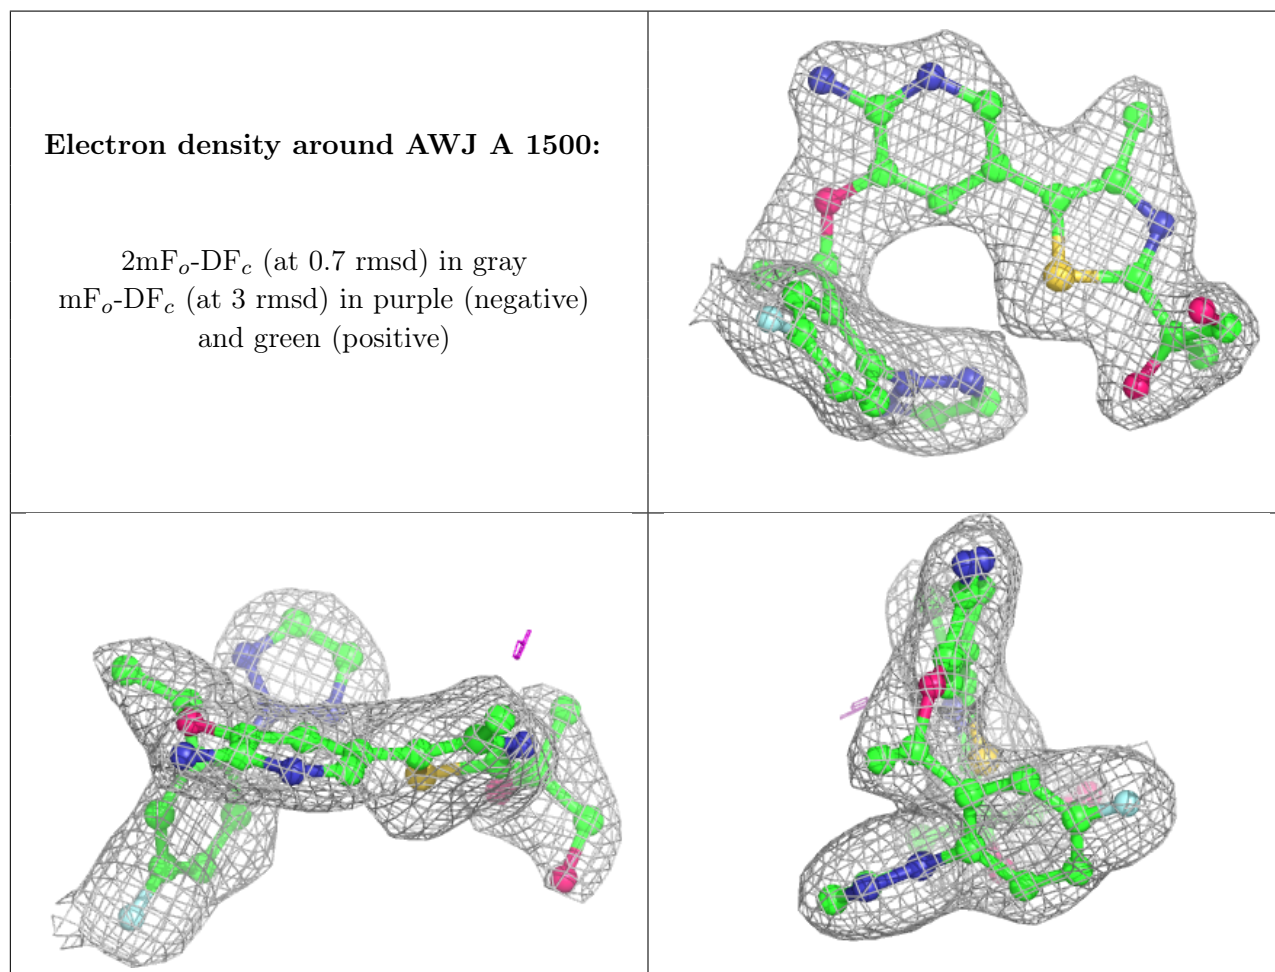 Electron density around AWJ A 1500:
2mFₒ-DF𝒸 (at 0.7 rmsd) in gray
mFₒ-DF𝒸 (at 3 rmsd) in purple (negative)
and green (positive)